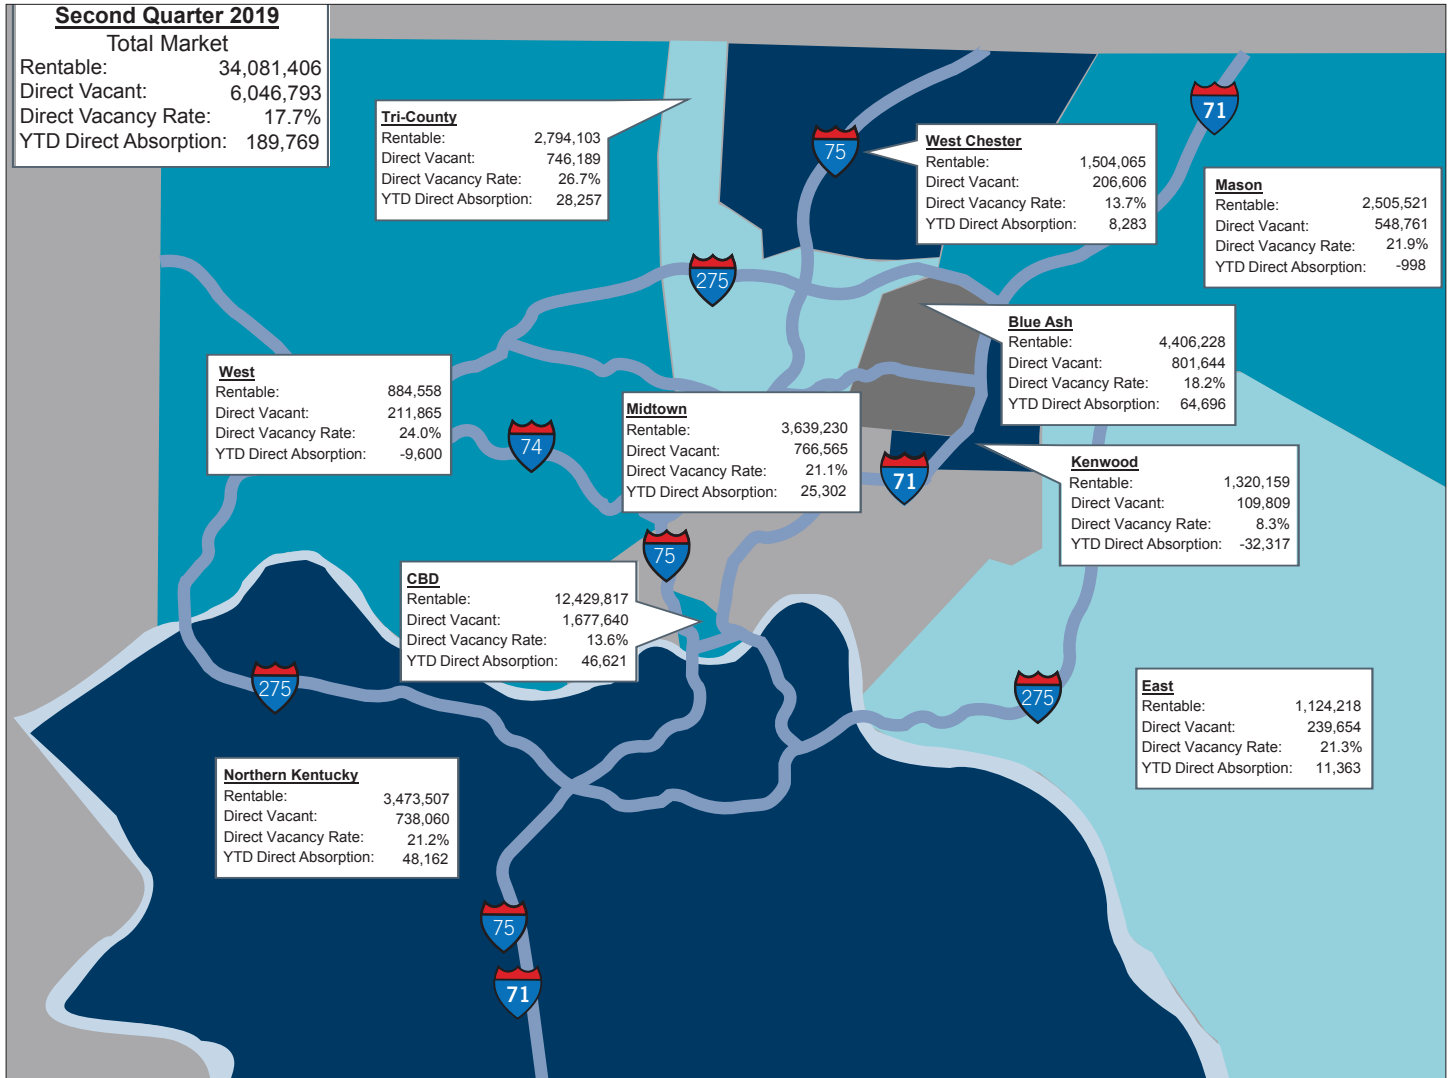 Second Quarter 2019
Total Market
Rentable: 34,081,406
Direct Vacant: 6,046,793
Direct Vacancy Rate: 17.7%
YTD Direct Absorption: 189,769
Tri-County
Rentable: 2,794,103
Direct Vacant: 746,189
Direct Vacancy Rate: 26.7%
YTD Direct Absorption: 28,257
75
West Chester
Rentable: 1,504,065
Direct Vacant: 206,606
Direct Vacancy Rate: 13.7%
YTD Direct Absorption: 8,283
71
Mason
Rentable: 2,505,521
Direct Vacant: 548,761
Direct Vacancy Rate: 21.9%
YTD Direct Absorption: -998
275
Blue Ash
Rentable: 4,406,228
Direct Vacant: 801,644
Direct Vacancy Rate: 18.2%
YTD Direct Absorption: 64,696
West
Rentable: 884,558
Direct Vacant: 211,865
Direct Vacancy Rate: 24.0%
YTD Direct Absorption: -9,600
74
Midtown
Rentable: 3,639,230
Direct Vacant: 766,565
Direct Vacancy Rate: 21.1%
YTD Direct Absorption: 25,302
71
Kenwood
Rentable: 1,320,159
Direct Vacant: 109,809
Direct Vacancy Rate: 8.3%
YTD Direct Absorption: -32,317
75
CBD
Rentable: 12,429,817
Direct Vacant: 1,677,640
Direct Vacancy Rate: 13.6%
YTD Direct Absorption: 46,621
275
275
East
Rentable: 1,124,218
Direct Vacant: 239,654
Direct Vacancy Rate: 21.3%
YTD Direct Absorption: 11,363
Northern Kentucky
Rentable: 3,473,507
Direct Vacant: 738,060
Direct Vacancy Rate: 21.2%
YTD Direct Absorption: 48,162
75
71